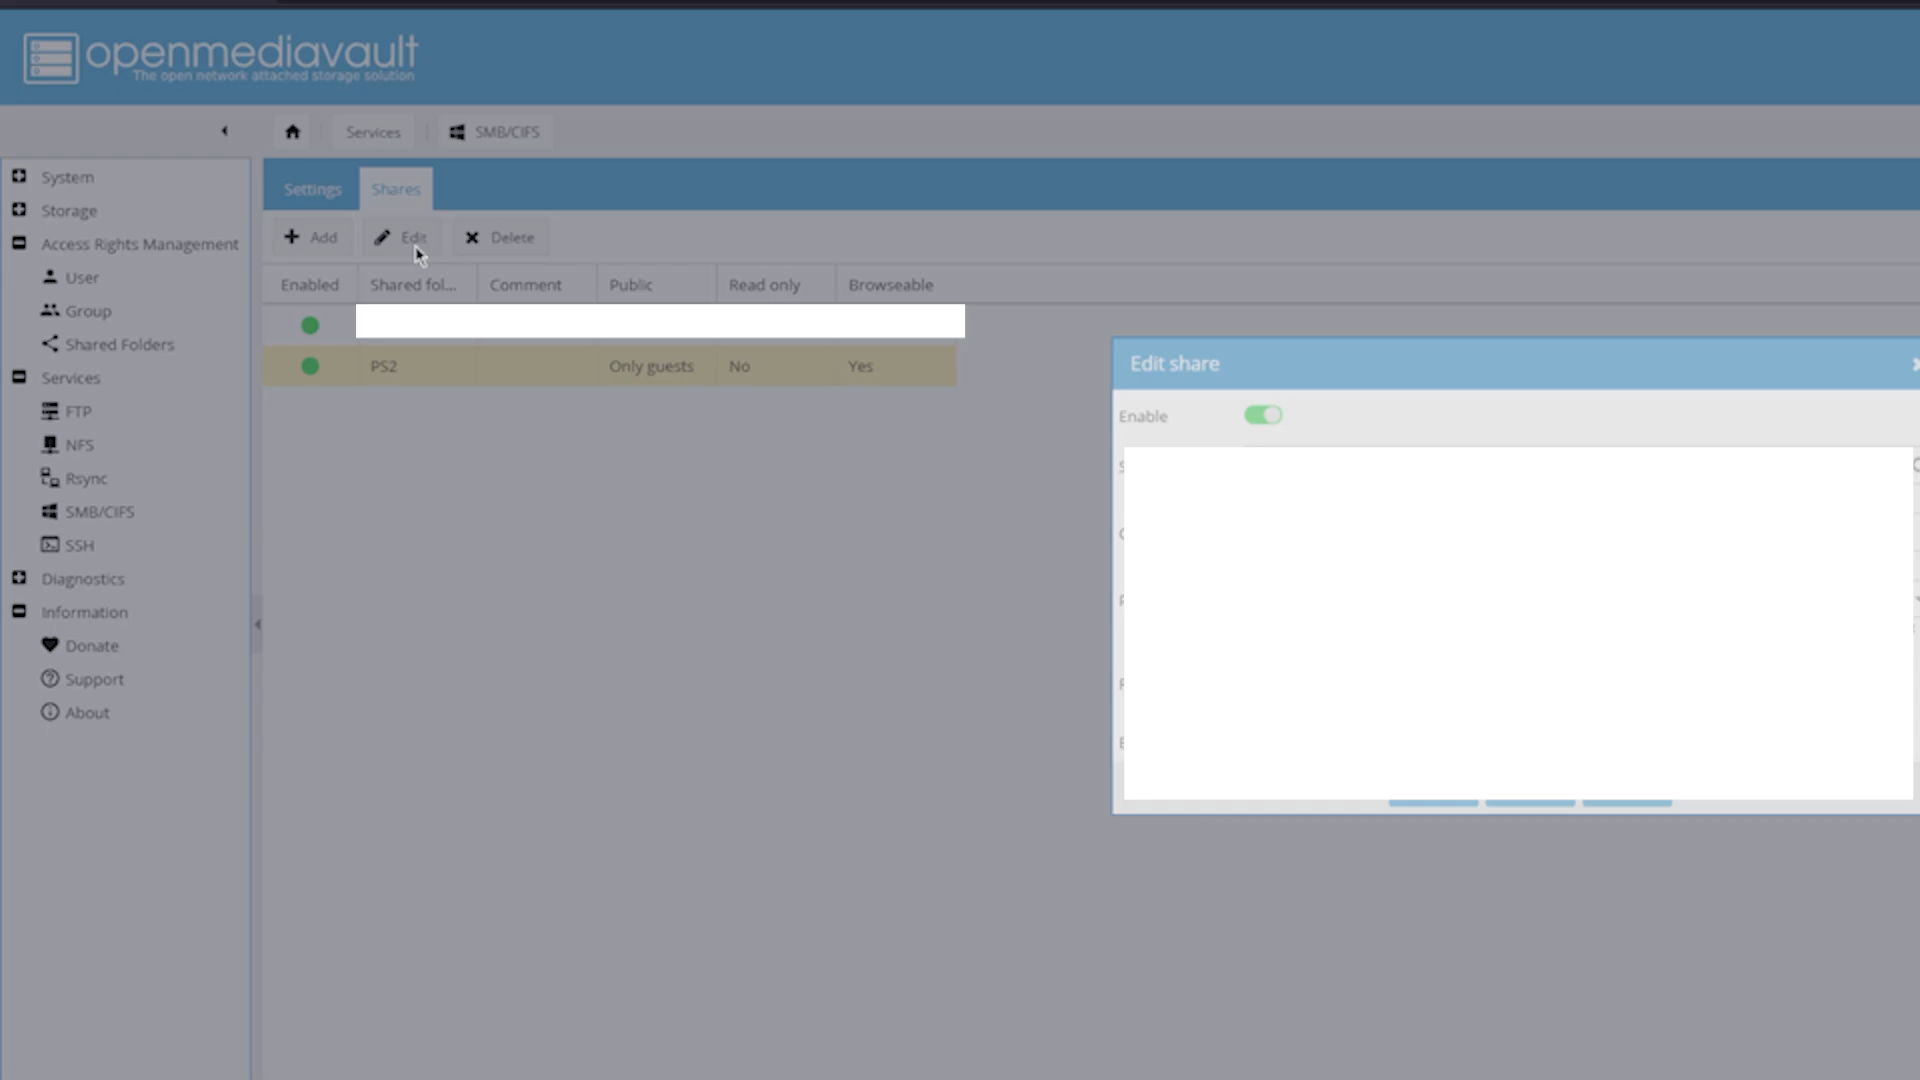 openmediavault
The open network attached storage solution
Services SMB/CIFS
System
Storage
Access Rights Management
User
Group
Shared Folders
Services
FTP
NFS
Rsync
SMB/CIFS
SSH
Diagnostics
Information
Donate
Support
About
Settings Shares
Add Edit Delete
Enabled Shared fol... Comment Public Read only Browseable
PS2 Only guests No Yes
Edit share
Enable